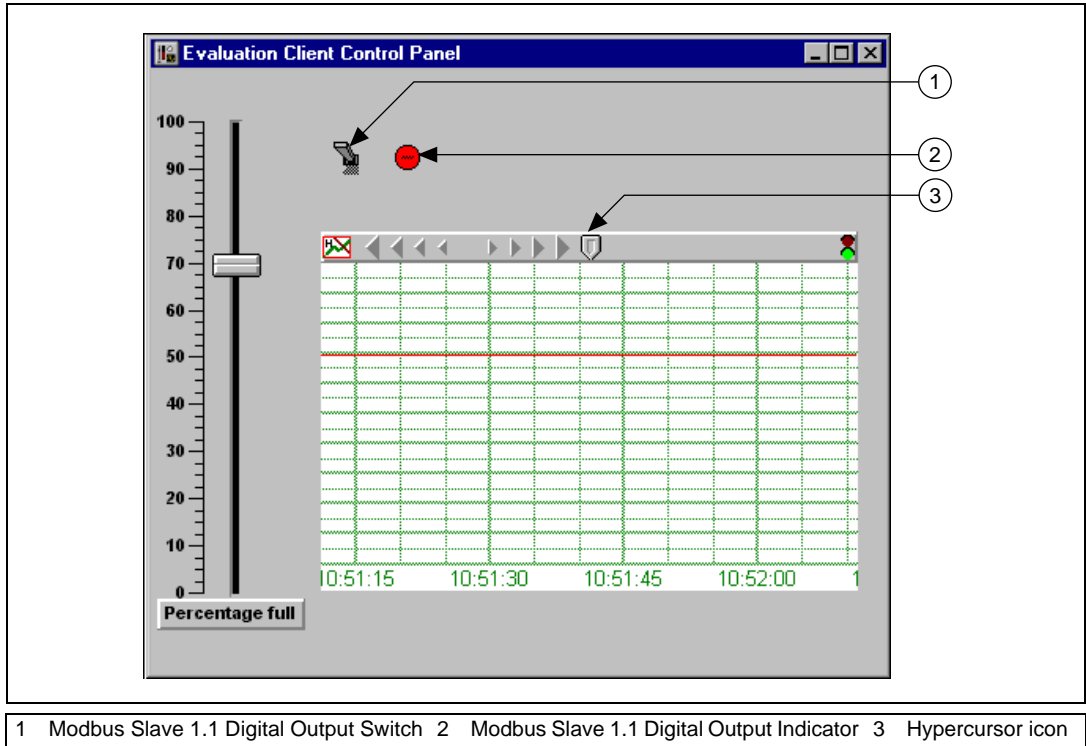 Evaluation Client Control Panel
1
2
3
100
90
80
70
60
50
40
30
20
10
0
H
10:51:15 10:51:30 10:51:45 10:52:00 1
Percentage full
1 Modbus Slave 1.1 Digital Output Switch 2 Modbus Slave 1.1 Digital Output Indicator 3 Hypercursor icon